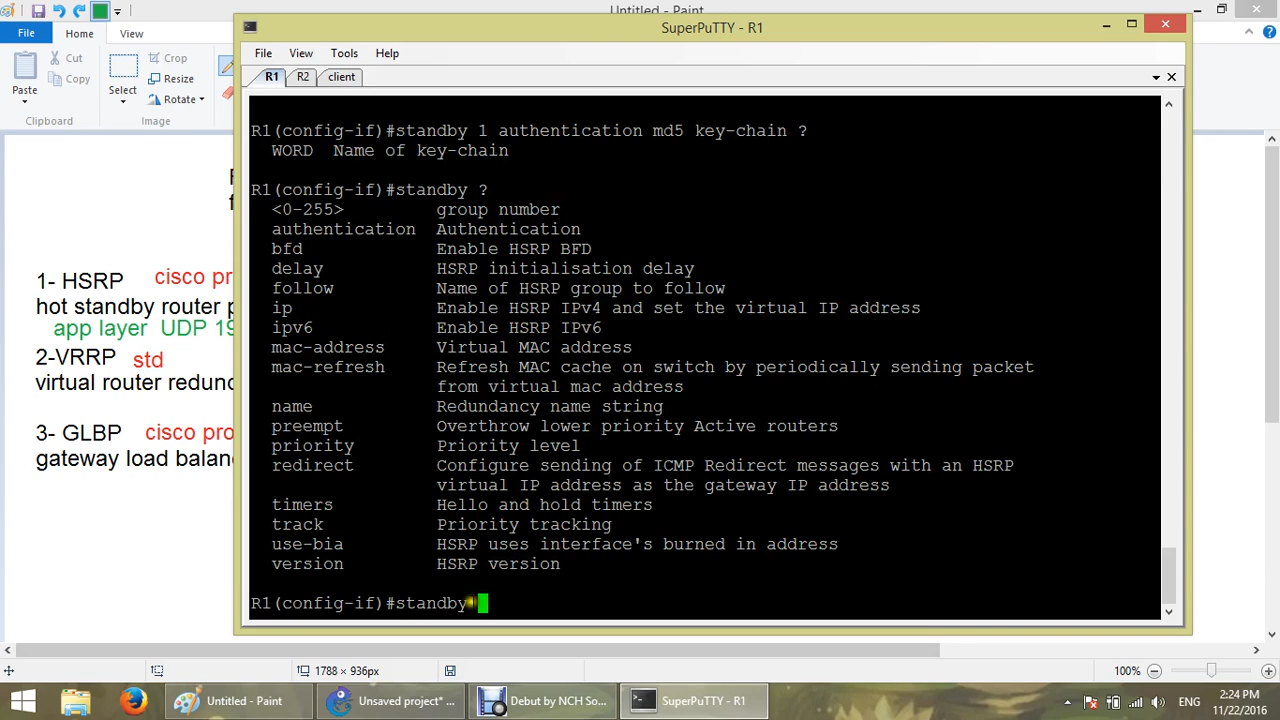 Untitled - Paint
File
Home
View
Cut
Copy
Paste
Clipboard
Select
Crop
Resize
Rotate
Image
SuperPuTTY - R1
File View Tools Help
R1 R2 client
R1(config-if)#standby 1 authentication md5 key-chain ?
WORD Name of key-chain
R1(config-if)#standby ?
<0-255> group number
authentication Authentication
bfd Enable HSRP BFD
delay HSRP initialisation delay
follow Name of HSRP group to follow
ip Enable HSRP IPv4 and set the virtual IP address
ipv6 Enable HSRP IPv6
mac-address Virtual MAC address
mac-refresh Refresh MAC cache on switch by periodically sending packet
from virtual mac address
name Redundancy name string
preempt Overthrow lower priority Active routers
priority Priority level
redirect Configure sending of ICMP Redirect messages with an HSRP
virtual IP address as the gateway IP address
timers Hello and hold timers
track Priority tracking
use-bia HSRP uses interface's burned in address
version HSRP version
R1(config-if)#standby
1- HSRP cisco pr
hot standby router p
app layer UDP 19
2-VRRP std
virtual router redun
3- GLBP cisco pro
gateway load balan
1788 × 936px
100%
Untitled - Paint
Unsaved project* ...
Debut by NCH So...
SuperPuTTY - R1
ENG
2:24 PM
11/22/2016